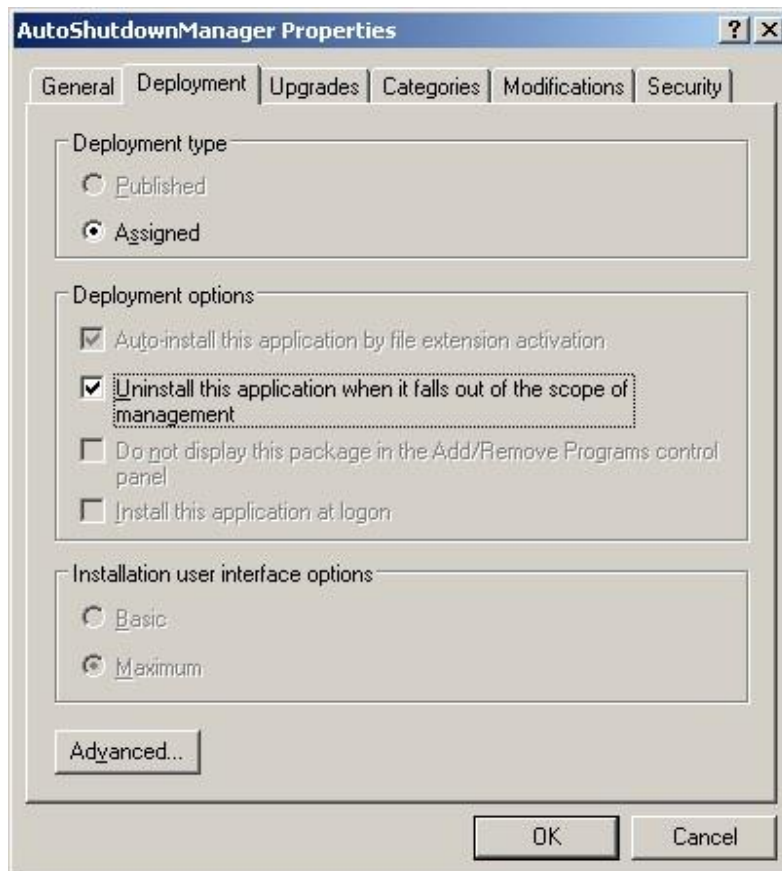 AutoShutdownManager Properties
General Deployment Upgrades Categories Modifications Security
Deployment type
Published
Assigned
Deployment options
Auto-install this application by file extension activation
Uninstall this application when it falls out of the scope of
management
Do not display this package in the Add/Remove Programs control
panel
Install this application at logon
Installation user interface options
Basic
Maximum
Advanced...
OK Cancel